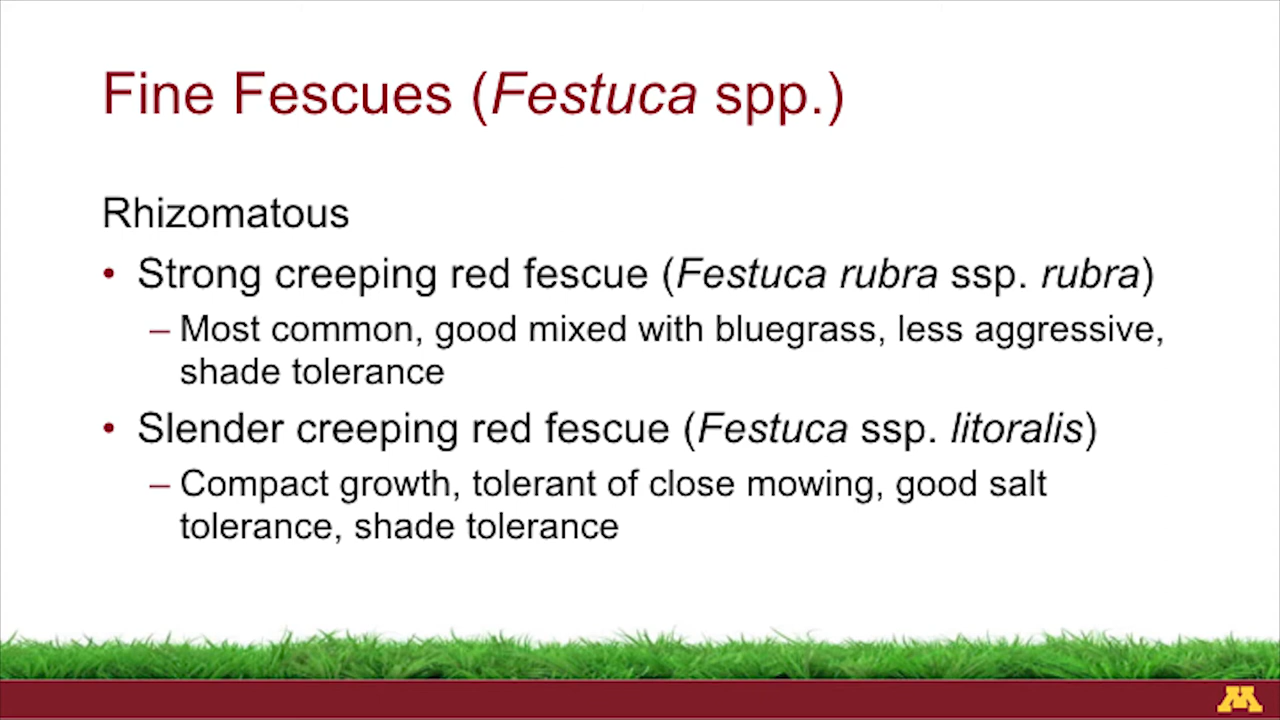 Fine Fescues (Festuca spp.)
Rhizomatous
• Strong creeping red fescue (Festuca rubra ssp. rubra)
– Most common, good mixed with bluegrass, less aggressive,
shade tolerance
• Slender creeping red fescue (Festuca ssp. litoralis)
– Compact growth, tolerant of close mowing, good salt
tolerance, shade tolerance
M